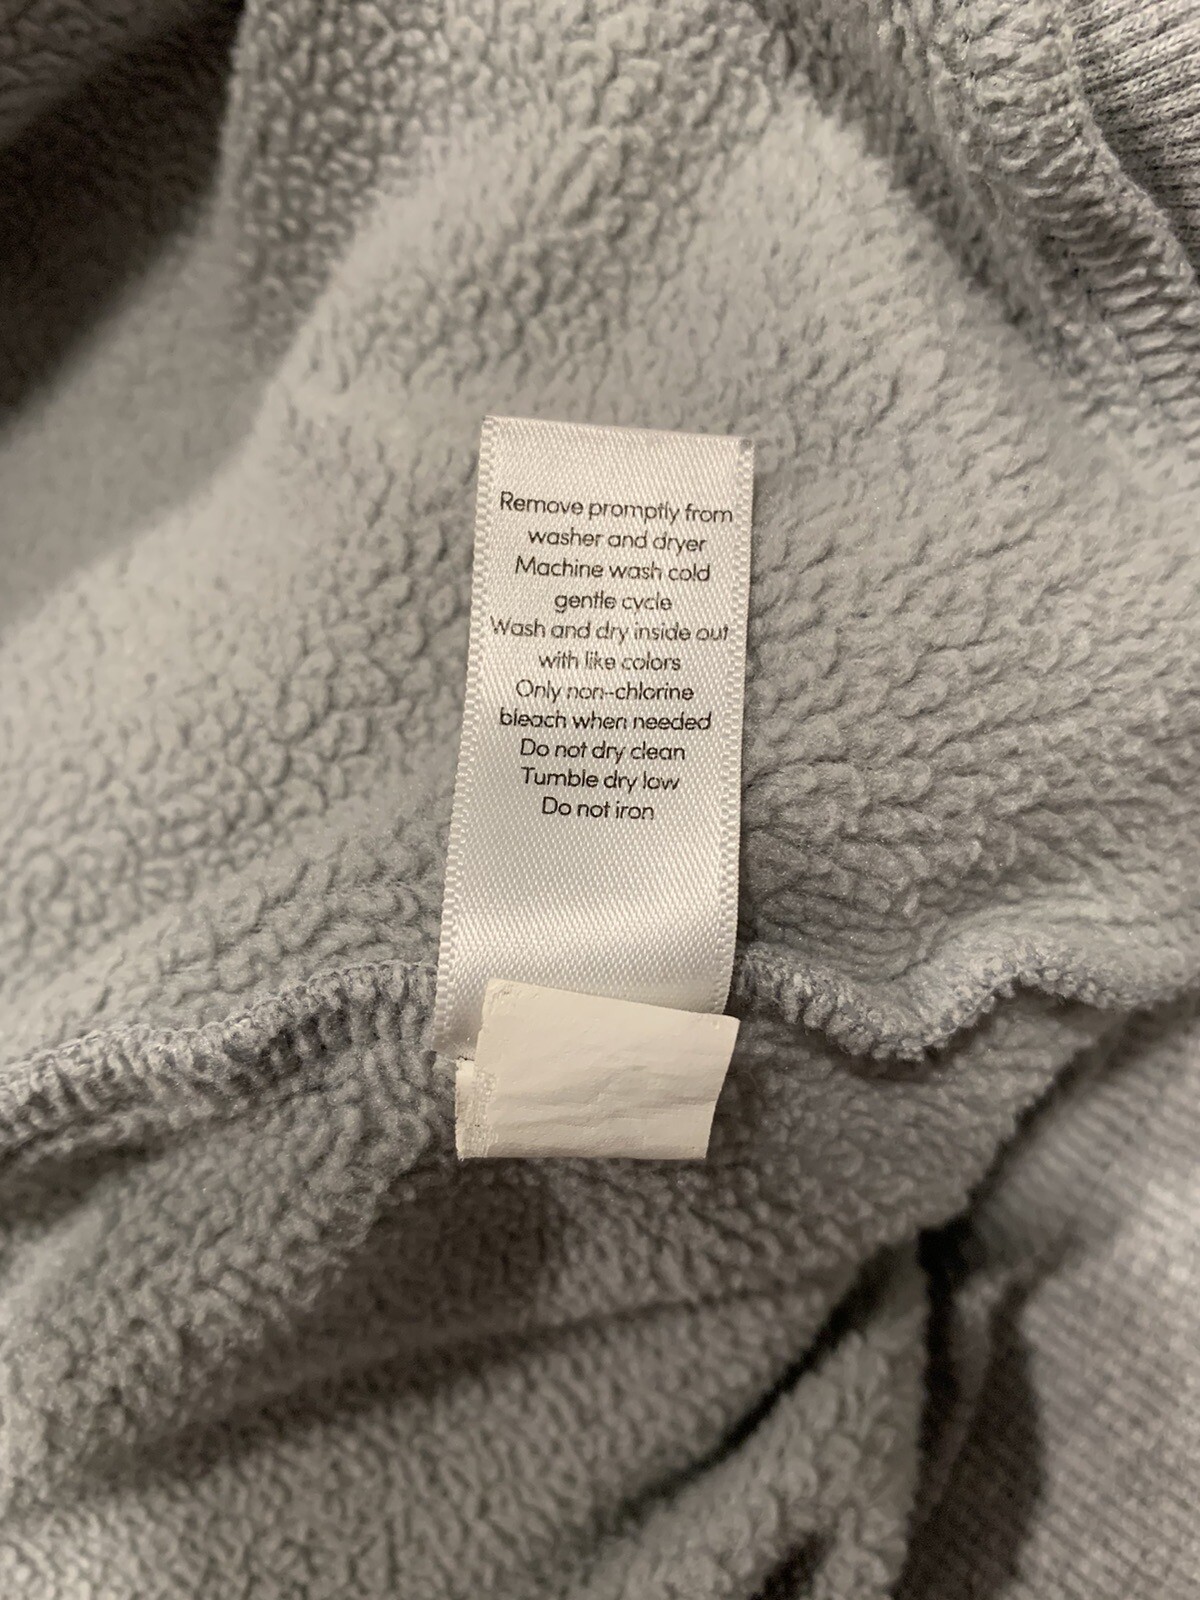 Remove promptly from
washer and dryer
Machine wash cold
gentle cycle
Wash and dry inside out
with like colors
Only non-chlorine
bleach when needed
Do not dry clean
Tumble dry low
Do not iron